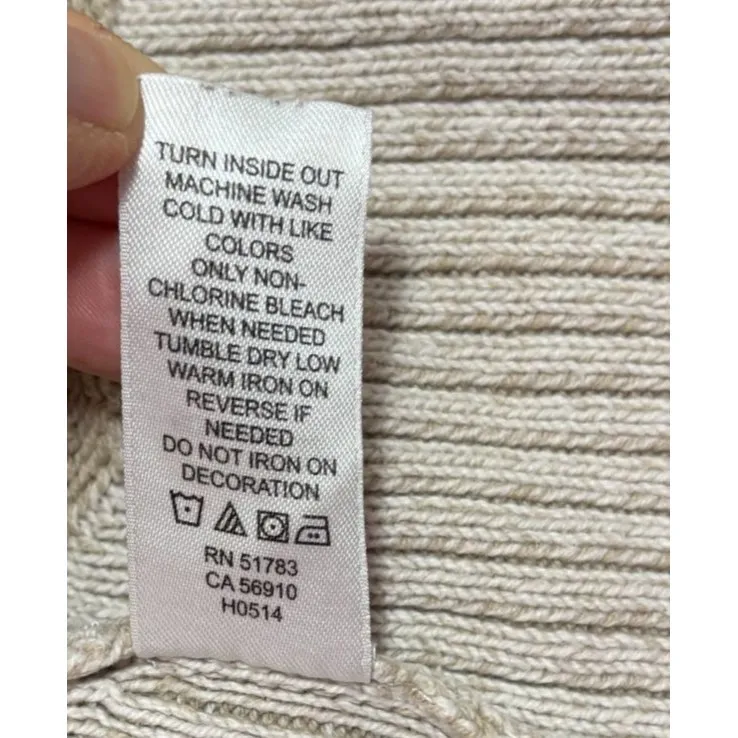 TURN INSIDE OUT
MACHINE WASH
COLD WITH LIKE
COLORS
ONLY NON-
CHLORINE BLEACH
WHEN NEEDED
TUMBLE DRY LOW
WARM IRON ON
REVERSE IF
NEEDED
DO NOT IRON ON
DECORATION
RN 51783
CA 56910
H0514